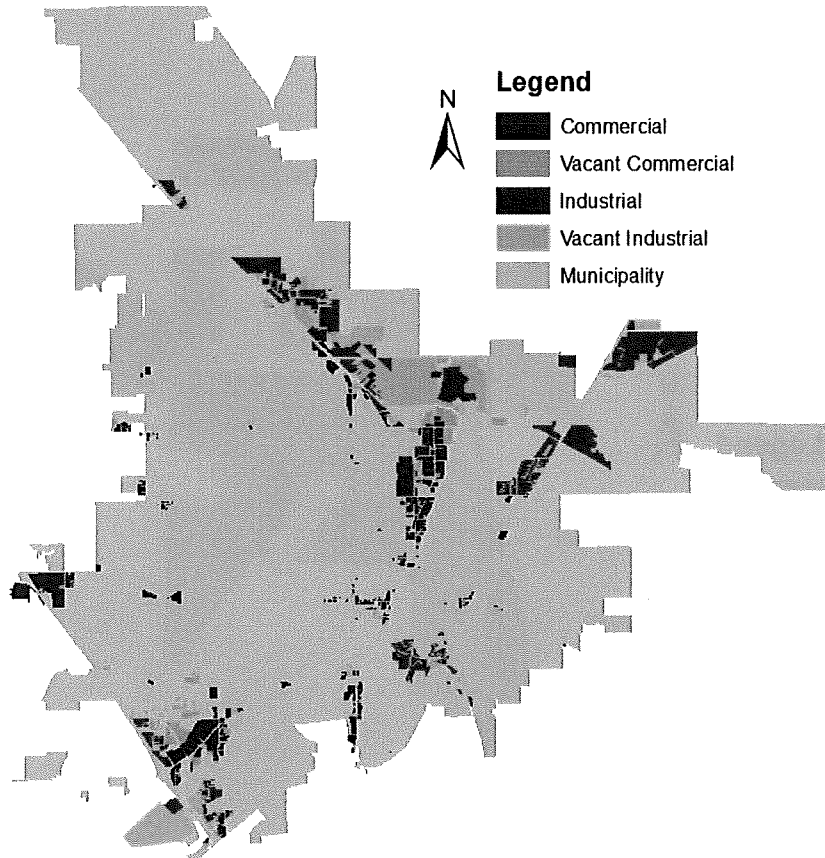 N
Legend
Commercial
Vacant Commercial
Industrial
Vacant Industrial
Municipality